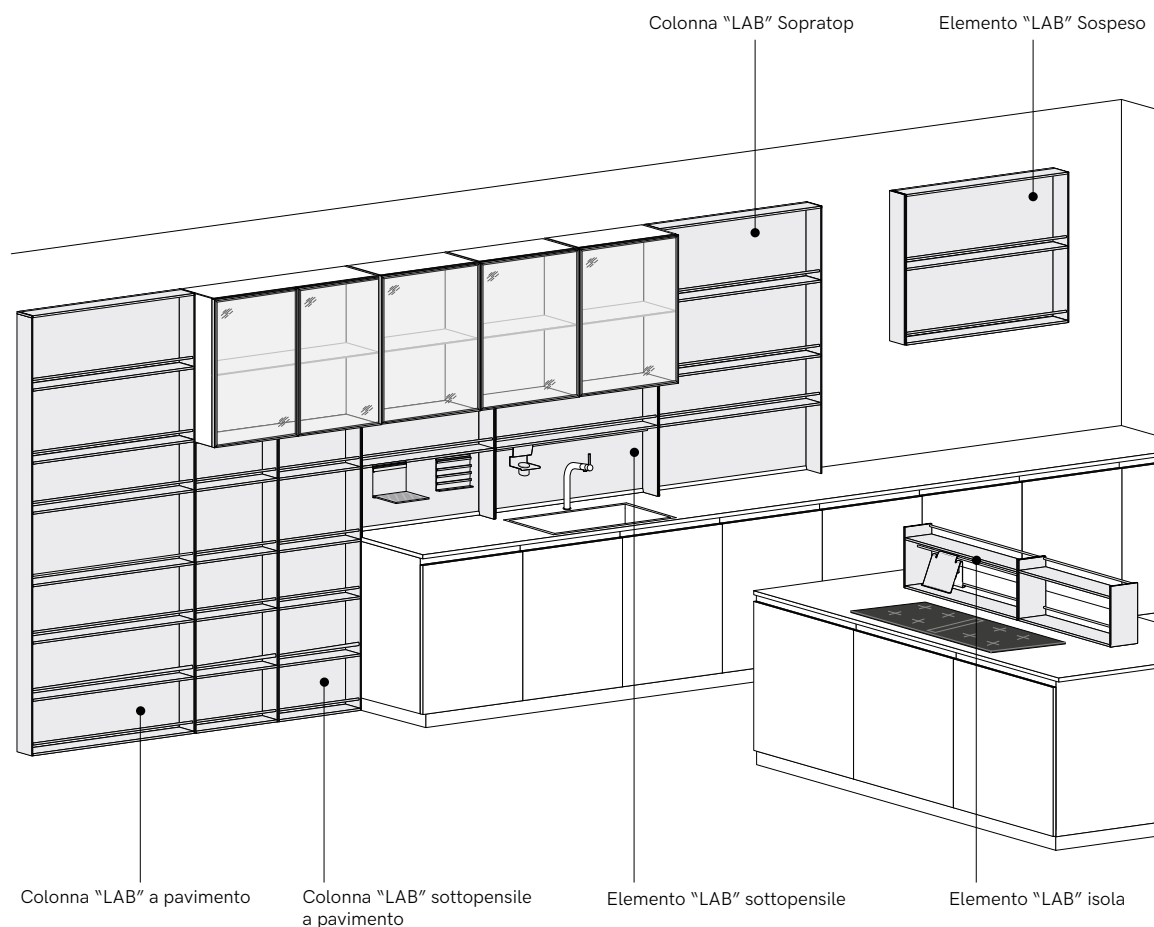 Colonna “LAB” Sopratop
Elemento “LAB” Sospeso
Colonna “LAB” a pavimento
Colonna “LAB” sottopensile
a pavimento
Elemento “LAB” sottopensile
Elemento “LAB” isola